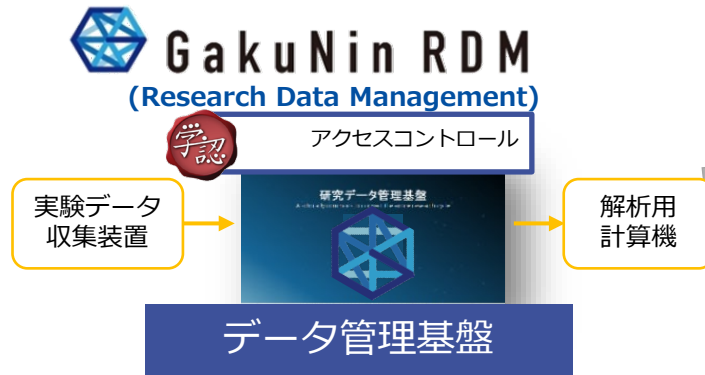 GakuNin RDM
(Research Data Management)
学認
アクセスコントロール
実験データ
収集装置
研究データ管理基盤
解析用
計算機
データ管理基盤